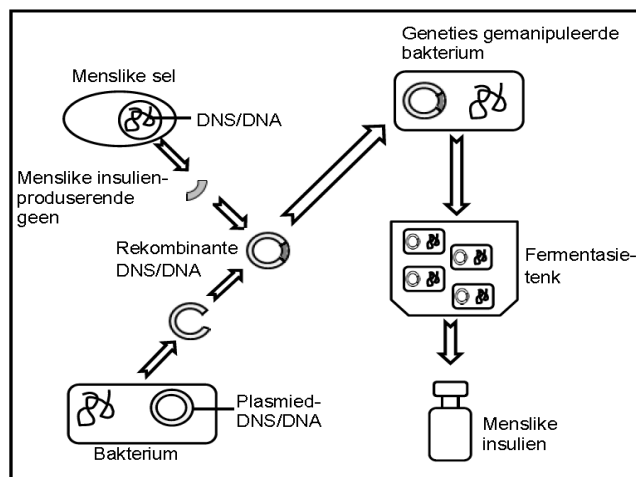 Menslike sel
DNS/DNA
Menslike insulien-
produserende
geen
Rekombinante
DNS/DNA
Plasmied-
DNS/DNA
Bakterium
Geneties gemanipuleerde
bakterium
Fermentasie-
tenk
Menslike
insulien